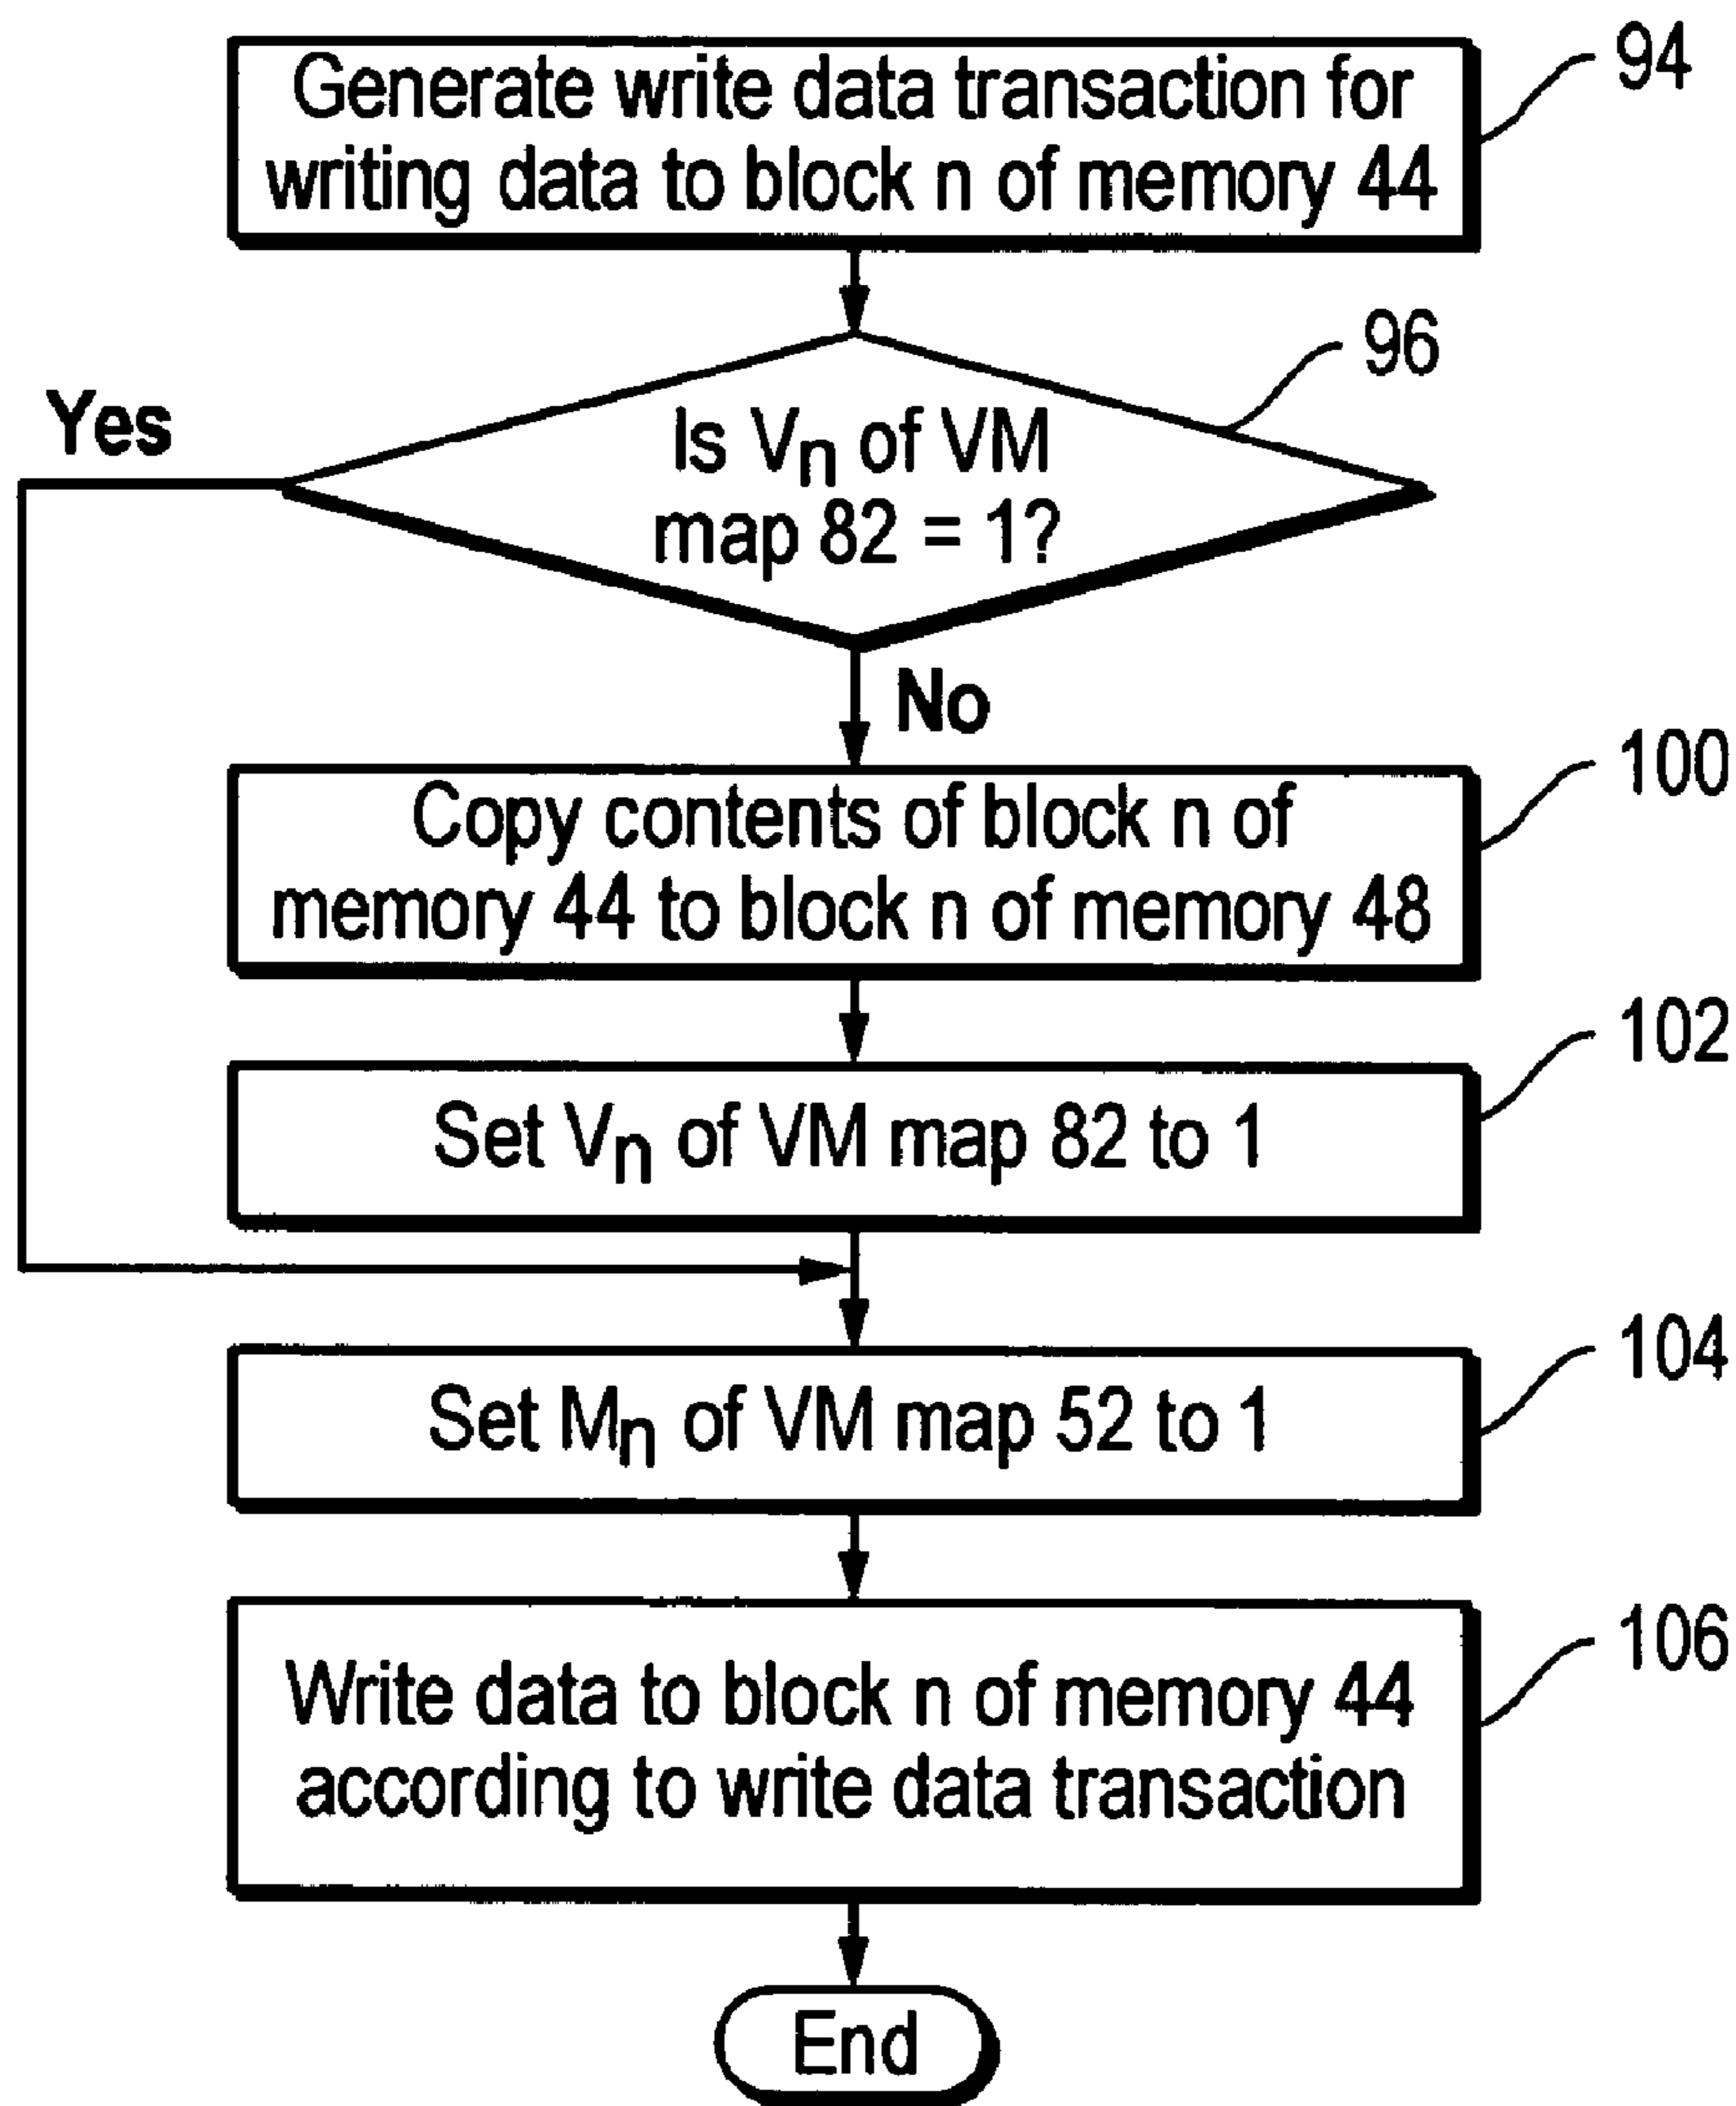 94
Generate write data transaction for
writing data to block n of memory 44
96
Yes
Is Vn of VM
map 82 = 1?
No
100
Copy contents of block n of
memory 44 to block n of memory 48
102
Set Vn of VM map 82 to 1
104
Set Mn of VM map 52 to 1
106
Write data to block n of memory 44
according to write data transaction
End